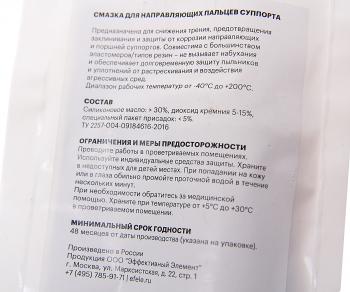 СМАЗКА ДЛЯ НАПРАВЛЯЮЩИХ ПАЛЬЦЕВ СУППОРТА
Предназначена для снижения трения, предотвращения
заклинивания и защиты от коррозии направляющих
и поршней суппортов. Совместима с большинством
эластомеров/типов резин – не вызывает набухания
и обеспечивает долговременную защиту пыльников
и уплотнений от растрескивания и воздействия
агрессивных сред.
Диапазон рабочих температур от -40°С до +200°С.
СОСТАВ
Силиконовое масло: > 30%, диоксид кремния 5-15%,
специальный пакет присадок: < 5%.
ТУ 2257-004-09184616-2016
ОГРАНИЧЕНИЯ И МЕРЫ ПРЕДОСТОРОЖНОСТИ
Проводите работы в проветриваемых помещениях.
Используйте индивидуальные средства защиты. Храните
в недоступных для детей местах. При попадании на кожу
или в глаза обильно промойте проточной водой в течение
нескольких минут.
При необходимости обратитесь за медицинской
помощью. Храните при температуре от +5°С до +30°С
в проветриваемом помещении.
МИНИМАЛЬНЫЙ СРОК ГОДНОСТИ
48 месяцев от даты производства (указана на упаковке).
Произведено в России
Продукция ООО "Эффективный Элемент"
г. Москва, ул. Марксистская, д. 22, стр. 1
+7 (495) 785-91-71 | efele.ru